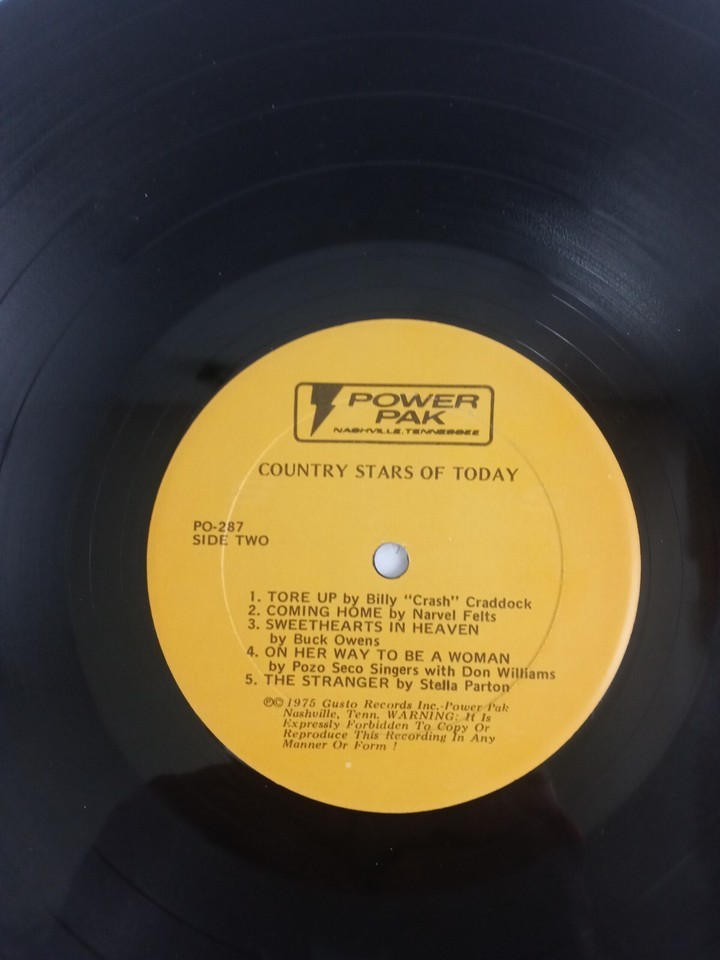 POWER
PAK
NASHVILLE, TENNESSEE
COUNTRY STARS OF TODAY
PO-287
SIDE TWO
1. TORE UP by Billy "Crash" Craddock
2. COMING HOME by Narvel Felts
3. SWEETHEARTS IN HEAVEN
by Buck Owens
4. ON HER WAY TO BE A WOMAN
by Pozo Seco Singers with Don Williams
5. THE STRANGER by Stella Parton
℗© 1975 Gusto Records Inc.-Power Pak
Nashville, Tenn. WARNING: It Is
Expressly Forbidden To Copy Or
Reproduce This Recording In Any
Manner Or Form !